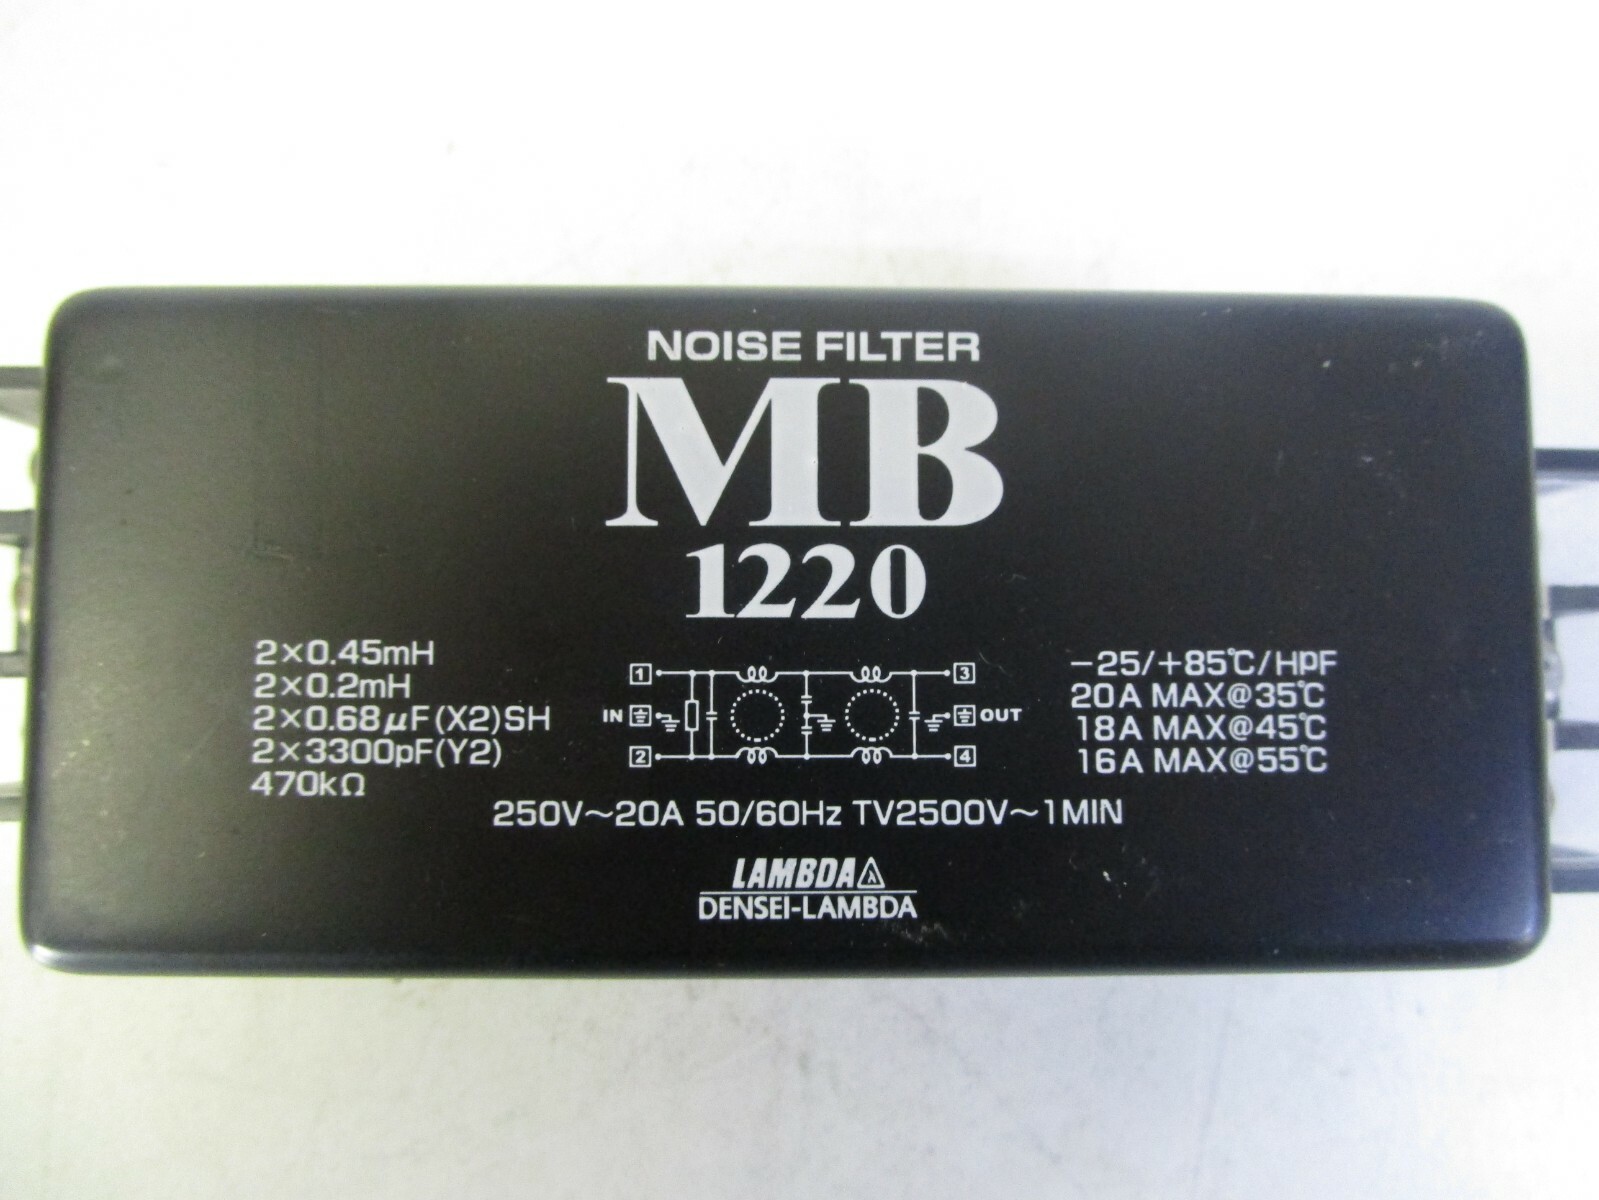 NOISE FILTER
MB
1220
2×0.45mH
2×0.2mH
2×0.68μF(X2)SH
2×3300pF(Y2)
470kΩ
1
3
IN
OUT
2
4
-25/+85℃/HPF
20A MAX@35℃
18A MAX@45℃
16A MAX@55℃
250V~20A 50/60Hz TV2500V~1MIN
LAMBDA
DENSEI-LAMBDA